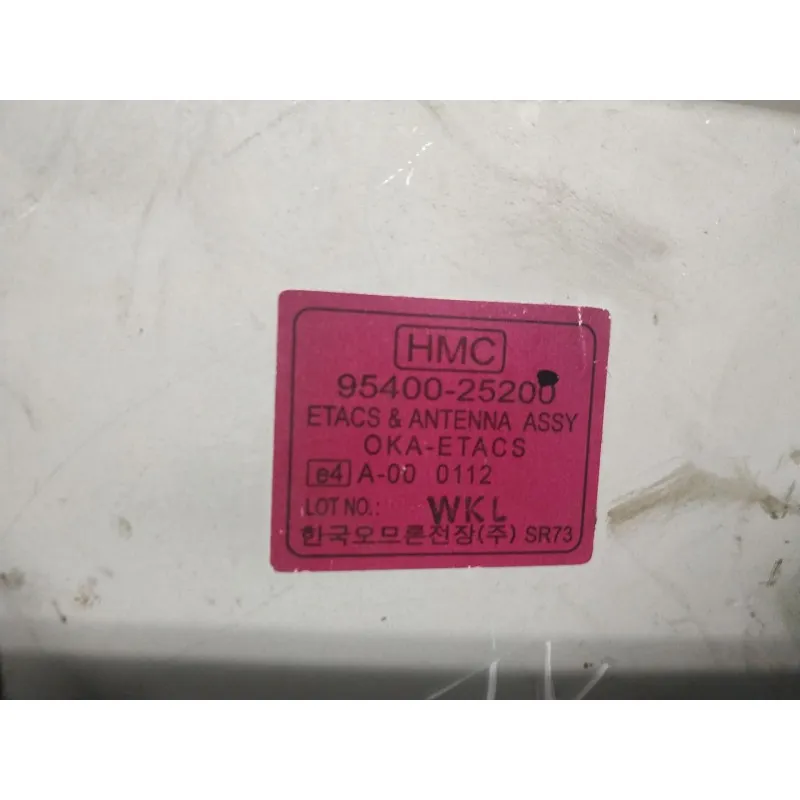 HMC
95400-25200
ETACS & ANTENNA ASSY
OKA-ETACS
e4 A-00 0112
LOT NO.: WKL
한국오므론전장(주) SR73